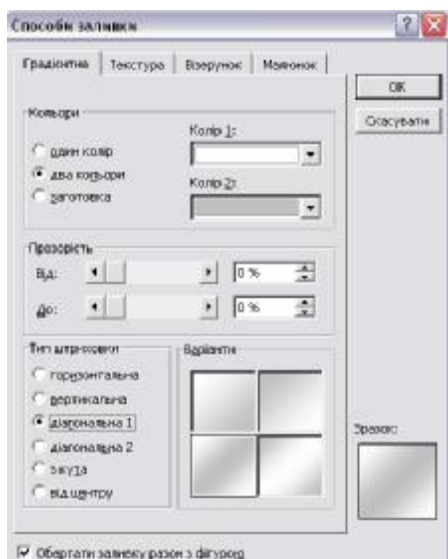 Способи заливки
Градієнтна Текстура Візерунок Малюнок
ОК
Скасувати
Кольори
один колір
два кольори
заготовка
Колір 1:
Колір 2:
Прозорість
Від: 0 %
До: 0 %
Тип штриховки
горизонтальна
вертикальна
діагональна 1
діагональна 2
з кута
від центру
Варіанти
Зразок:
Обертати заливку разом з фігурою